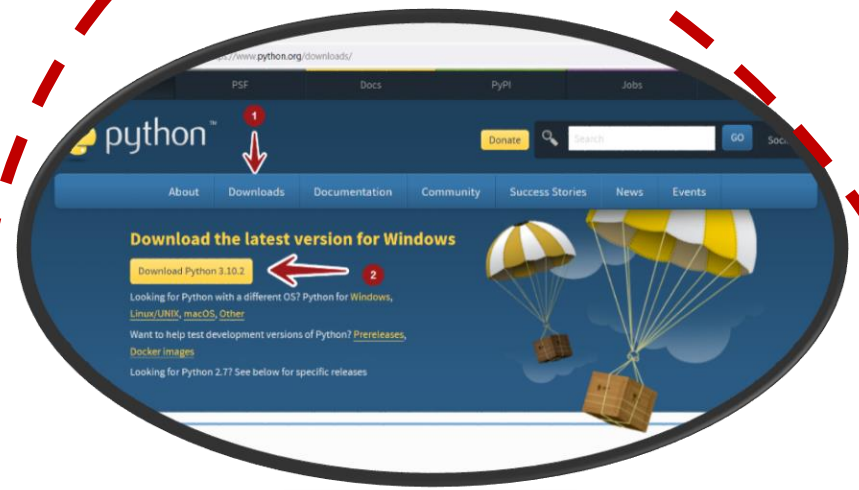 ://www.python.org/downloads/
PSF Docs PyPI Jobs
1
python™
Donate Search GO
About Downloads Documentation Community Success Stories News Events
Download the latest version for Windows
Download Python 3.10.2 2
Looking for Python with a different OS? Python for Windows,
Linux/UNIX, macOS, Other
Want to help test development versions of Python? Prereleases,
Docker images
Looking for Python 2.7? See below for specific releases